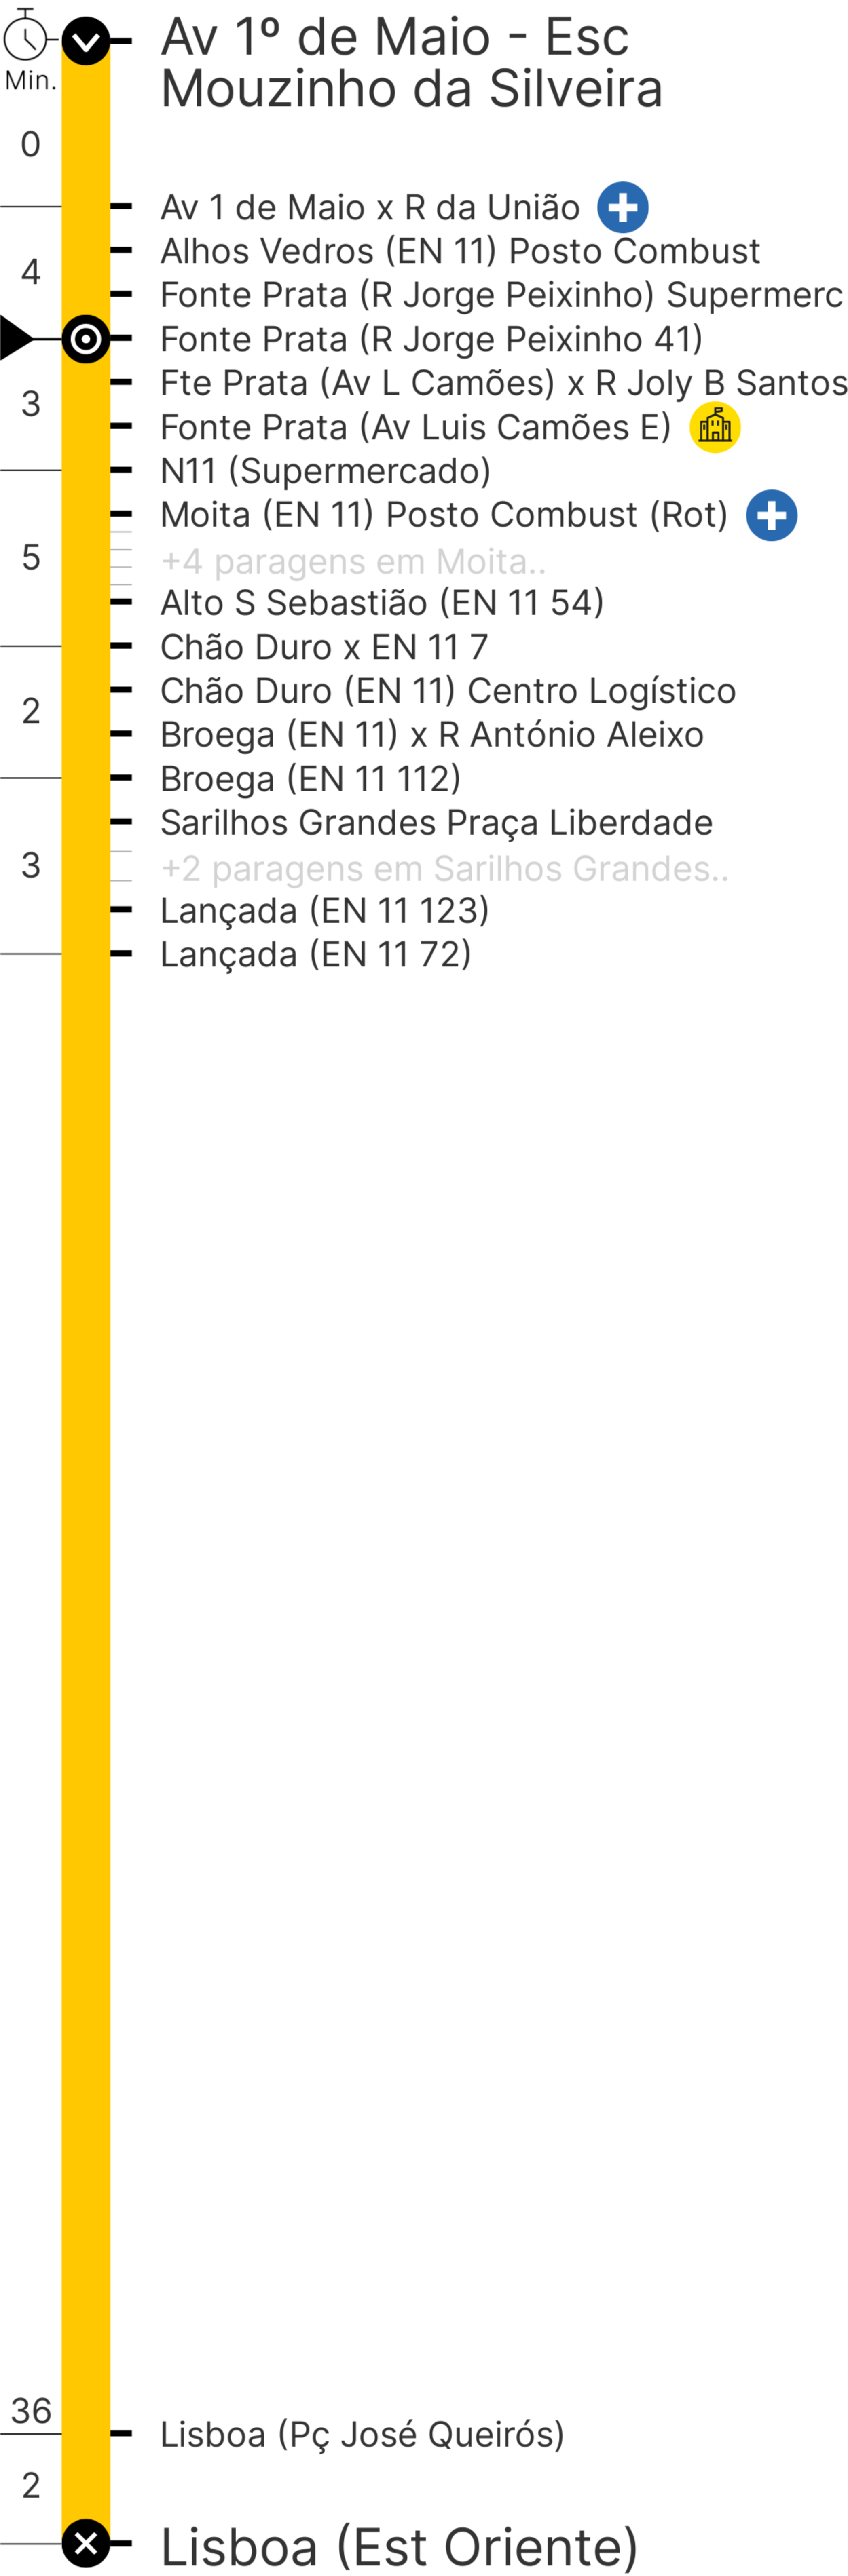 Av 1º de Maio - Esc
Mouzinho da Silveira
Min.
0
Av 1 de Maio x R da União
Alhos Vedros (EN 11) Posto Combust
4
Fonte Prata (R Jorge Peixinho) Supermerc
Fonte Prata (R Jorge Peixinho 41)
Fte Prata (Av L Camões) x R Joly B Santos
3
Fonte Prata (Av Luis Camões E)
N11 (Supermercado)
Moita (EN 11) Posto Combust (Rot)
5
+4 paragens em Moita..
Alto S Sebastião (EN 11 54)
Chão Duro x EN 11 7
Chão Duro (EN 11) Centro Logístico
2
Broega (EN 11) x R António Aleixo
Broega (EN 11 112)
Sarilhos Grandes Praça Liberdade
3
+2 paragens em Sarilhos Grandes..
Lançada (EN 11 123)
Lançada (EN 11 72)
36
Lisboa (Pç José Queirós)
2
Lisboa (Est Oriente)